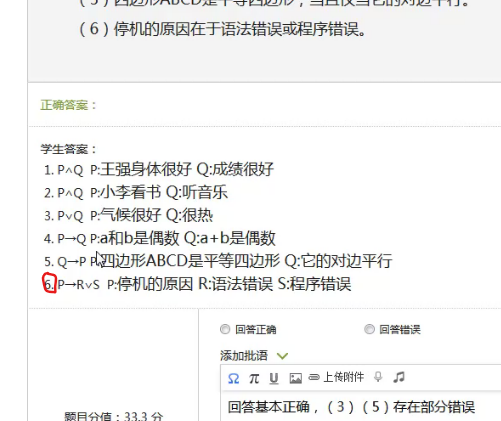 （5）四边形ABCD是平等四边形，当且仅当它的对边平行。
（6）停机的原因在于语法错误或程序错误。
正确答案：
学生答案：
1. P∧Q P:王强身体很好 Q:成绩很好
2. P∧Q P:小李看书 Q:听音乐
3. P∨Q P:气候很好 Q:很热
4. P→Q P:a和b是偶数 Q:a+b是偶数
5. Q→P P:四边形ABCD是平等四边形 Q:它的对边平行
6. P→R∨S P:停机的原因 R:语法错误 S:程序错误
回答正确 回答错误
添加批语
Ω π U 上传附件
回答基本正确，（3）（5）存在部分错误
题目分值：33.3 分